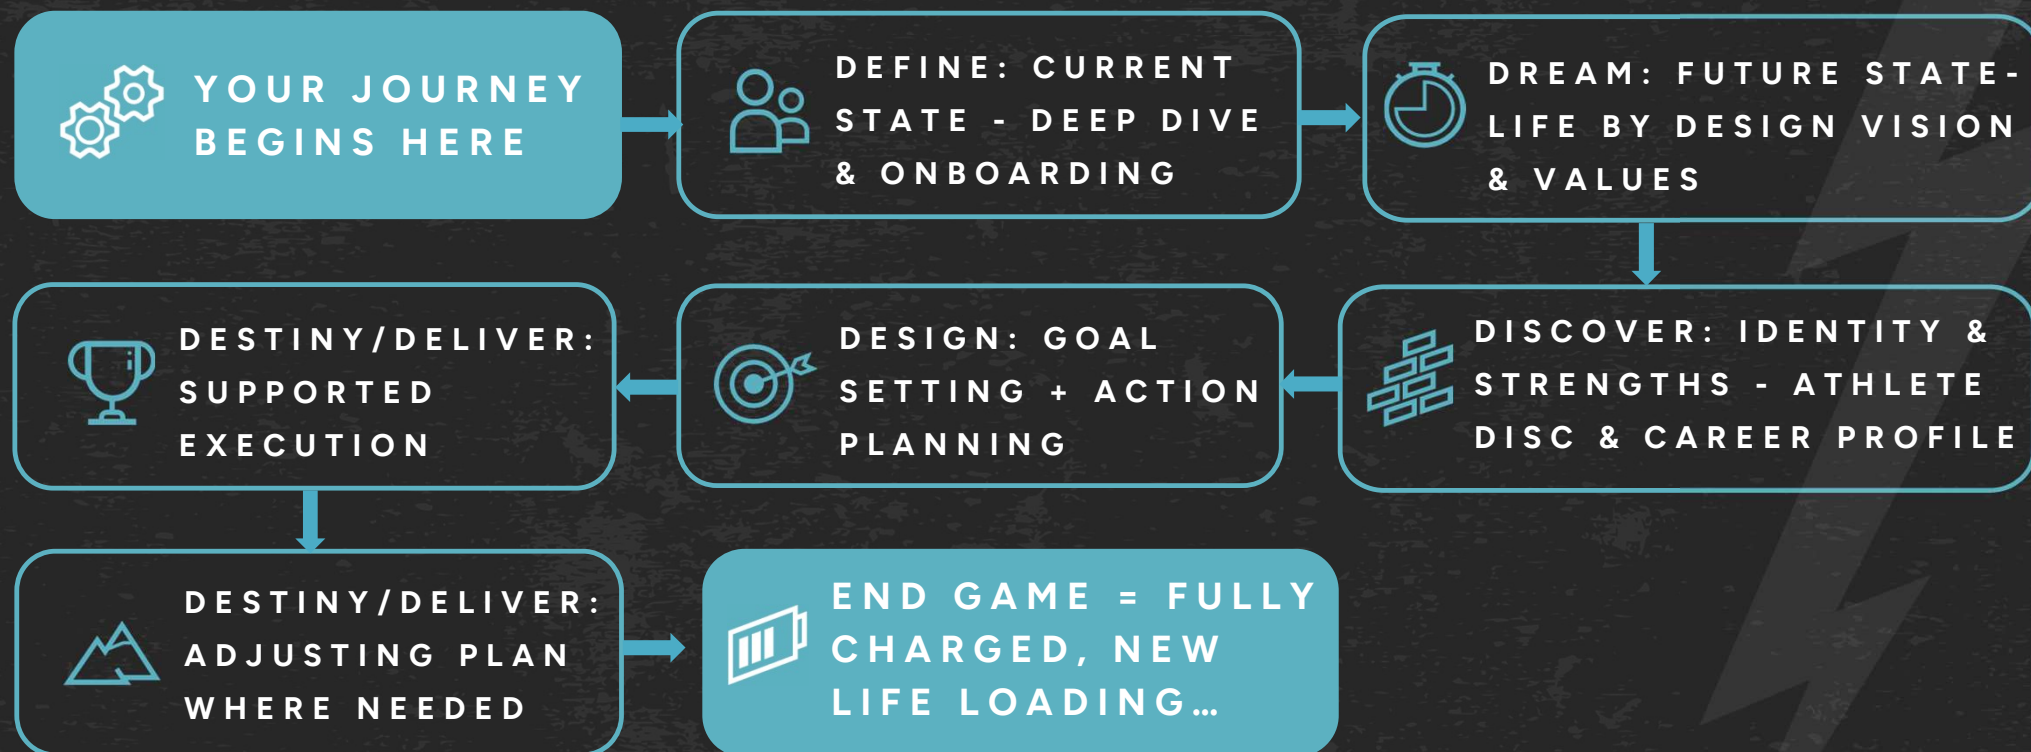 YOUR JOURNEY
BEGINS HERE
DEFINE: CURRENT
STATE - DEEP DIVE
& ONBOARDING
DREAM: FUTURE STATE-
LIFE BY DESIGN VISION
& VALUES
DISCOVER: IDENTITY &
STRENGTHS - ATHLETE
DISC & CAREER PROFILE
DESIGN: GOAL
SETTING + ACTION
PLANNING
DESTINY/DELIVER:
SUPPORTED
EXECUTION
DESTINY/DELIVER:
ADJUSTING PLAN
WHERE NEEDED
END GAME = FULLY
CHARGED, NEW
LIFE LOADING…